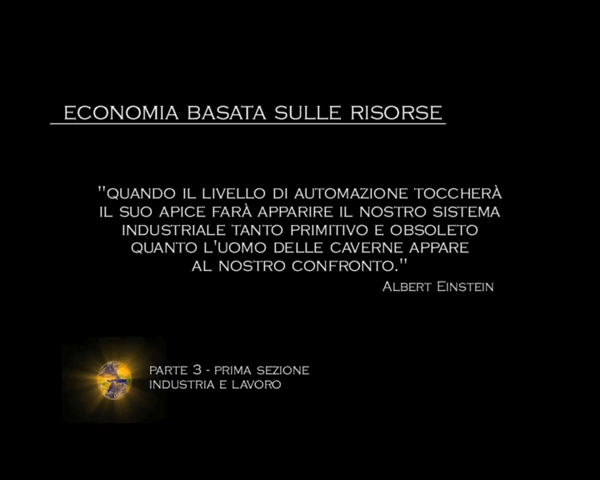 ECONOMIA BASATA SULLE RISORSE
"QUANDO IL LIVELLO DI AUTOMAZIONE TOCCHERÀ
IL SUO APICE FARÀ APPARIRE IL NOSTRO SISTEMA
INDUSTRIALE TANTO PRIMITIVO E OBSOLETO
QUANTO L'UOMO DELLE CAVERNE APPARE
AL NOSTRO CONFRONTO."
ALBERT EINSTEIN
PARTE 3 - PRIMA SEZIONE
INDUSTRIA E LAVORO